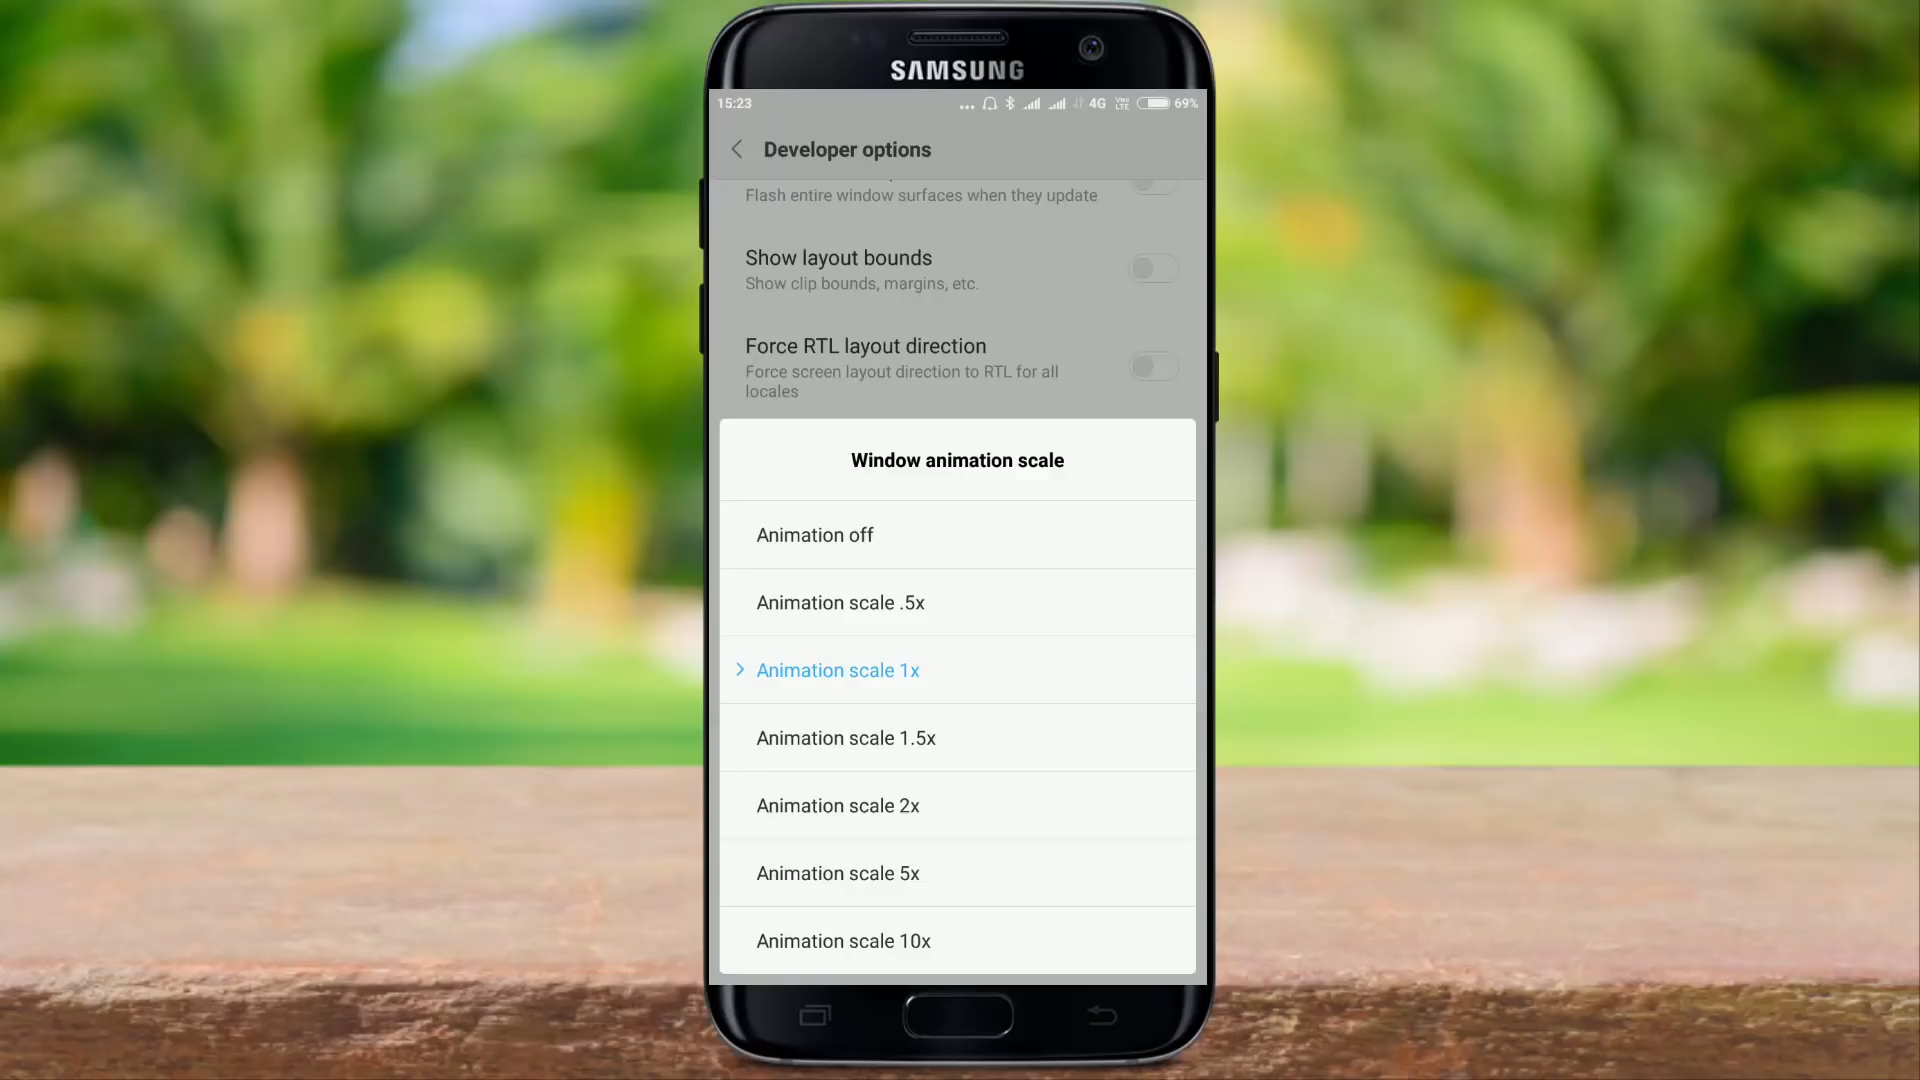 SAMSUNG
15:23
4G Vo LTE 69%
Developer options
Flash entire window surfaces when they update
Show layout bounds
Show clip bounds, margins, etc.
Force RTL layout direction
Force screen layout direction to RTL for all
locales
Window animation scale
Animation off
Animation scale .5x
Animation scale 1x
Animation scale 1.5x
Animation scale 2x
Animation scale 5x
Animation scale 10x